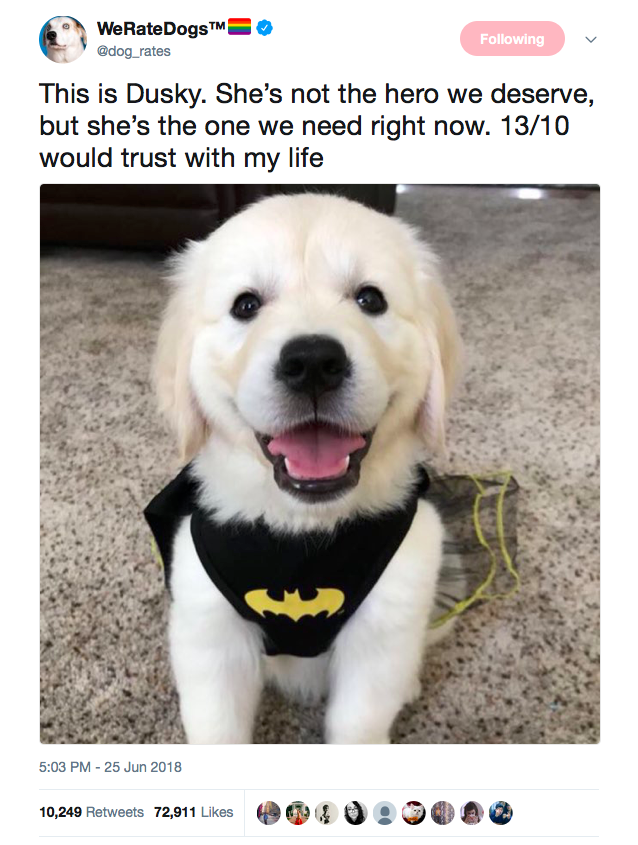 WeRateDogs™🏳️‍🌈
@dog_rates
Following
This is Dusky. She’s not the hero we deserve,
but she’s the one we need right now. 13/10
would trust with my life
5:03 PM - 25 Jun 2018
10,249 Retweets 72,911 Likes